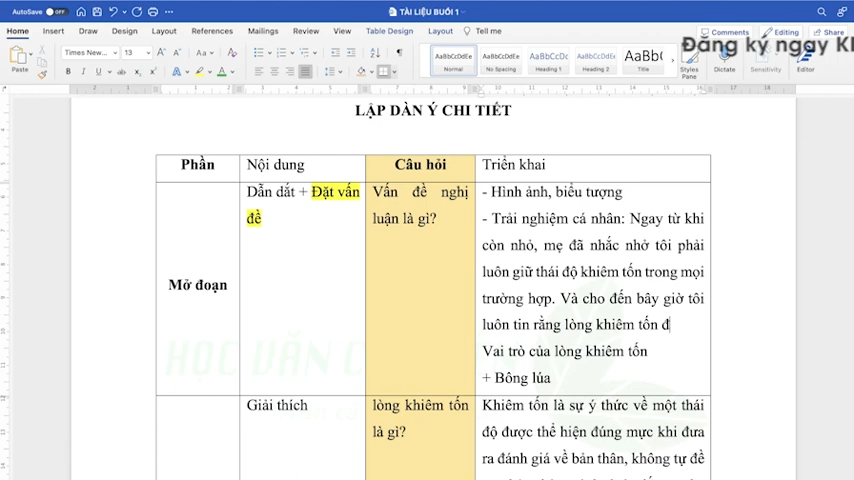 AutoSave OFF
TÀI LIỆU BUỔI 1
Home Insert Draw Design Layout References Mailings Review View Table Design Layout Tell me
Comments Editing Share
Đăng ký ngay
Paste
Times New...
13
AaBbCcDdEe AaBbCcDdEe AaBbCcDc AaBbCcDdEe AaBbC
Normal No Spacing Heading 1 Heading 2 Title
Styles Pane
Dictate
Sensitivity
Editor
LẬP DÀN Ý CHI TIẾT
Phần Nội dung Câu hỏi Triển khai
Mở đoạn
Dẫn dắt + Đặt vấn
đề
Vấn đề nghị
luận là gì?
- Hình ảnh, biểu tượng
- Trải nghiệm cá nhân: Ngay từ khi
còn nhỏ, mẹ đã nhắc nhở tôi phải
luôn giữ thái độ khiêm tốn trong mọi
trường hợp. Và cho đến bây giờ tôi
luôn tin rằng lòng khiêm tốn đ
Vai trò của lòng khiêm tốn
+ Bông lúa
HỌC VĂN C
Giải thích
lòng khiêm tốn
là gì?
Khiêm tốn là sự ý thức về một thái
độ được thể hiện đúng mực khi đưa
ra đánh giá về bản thân, không tự đề